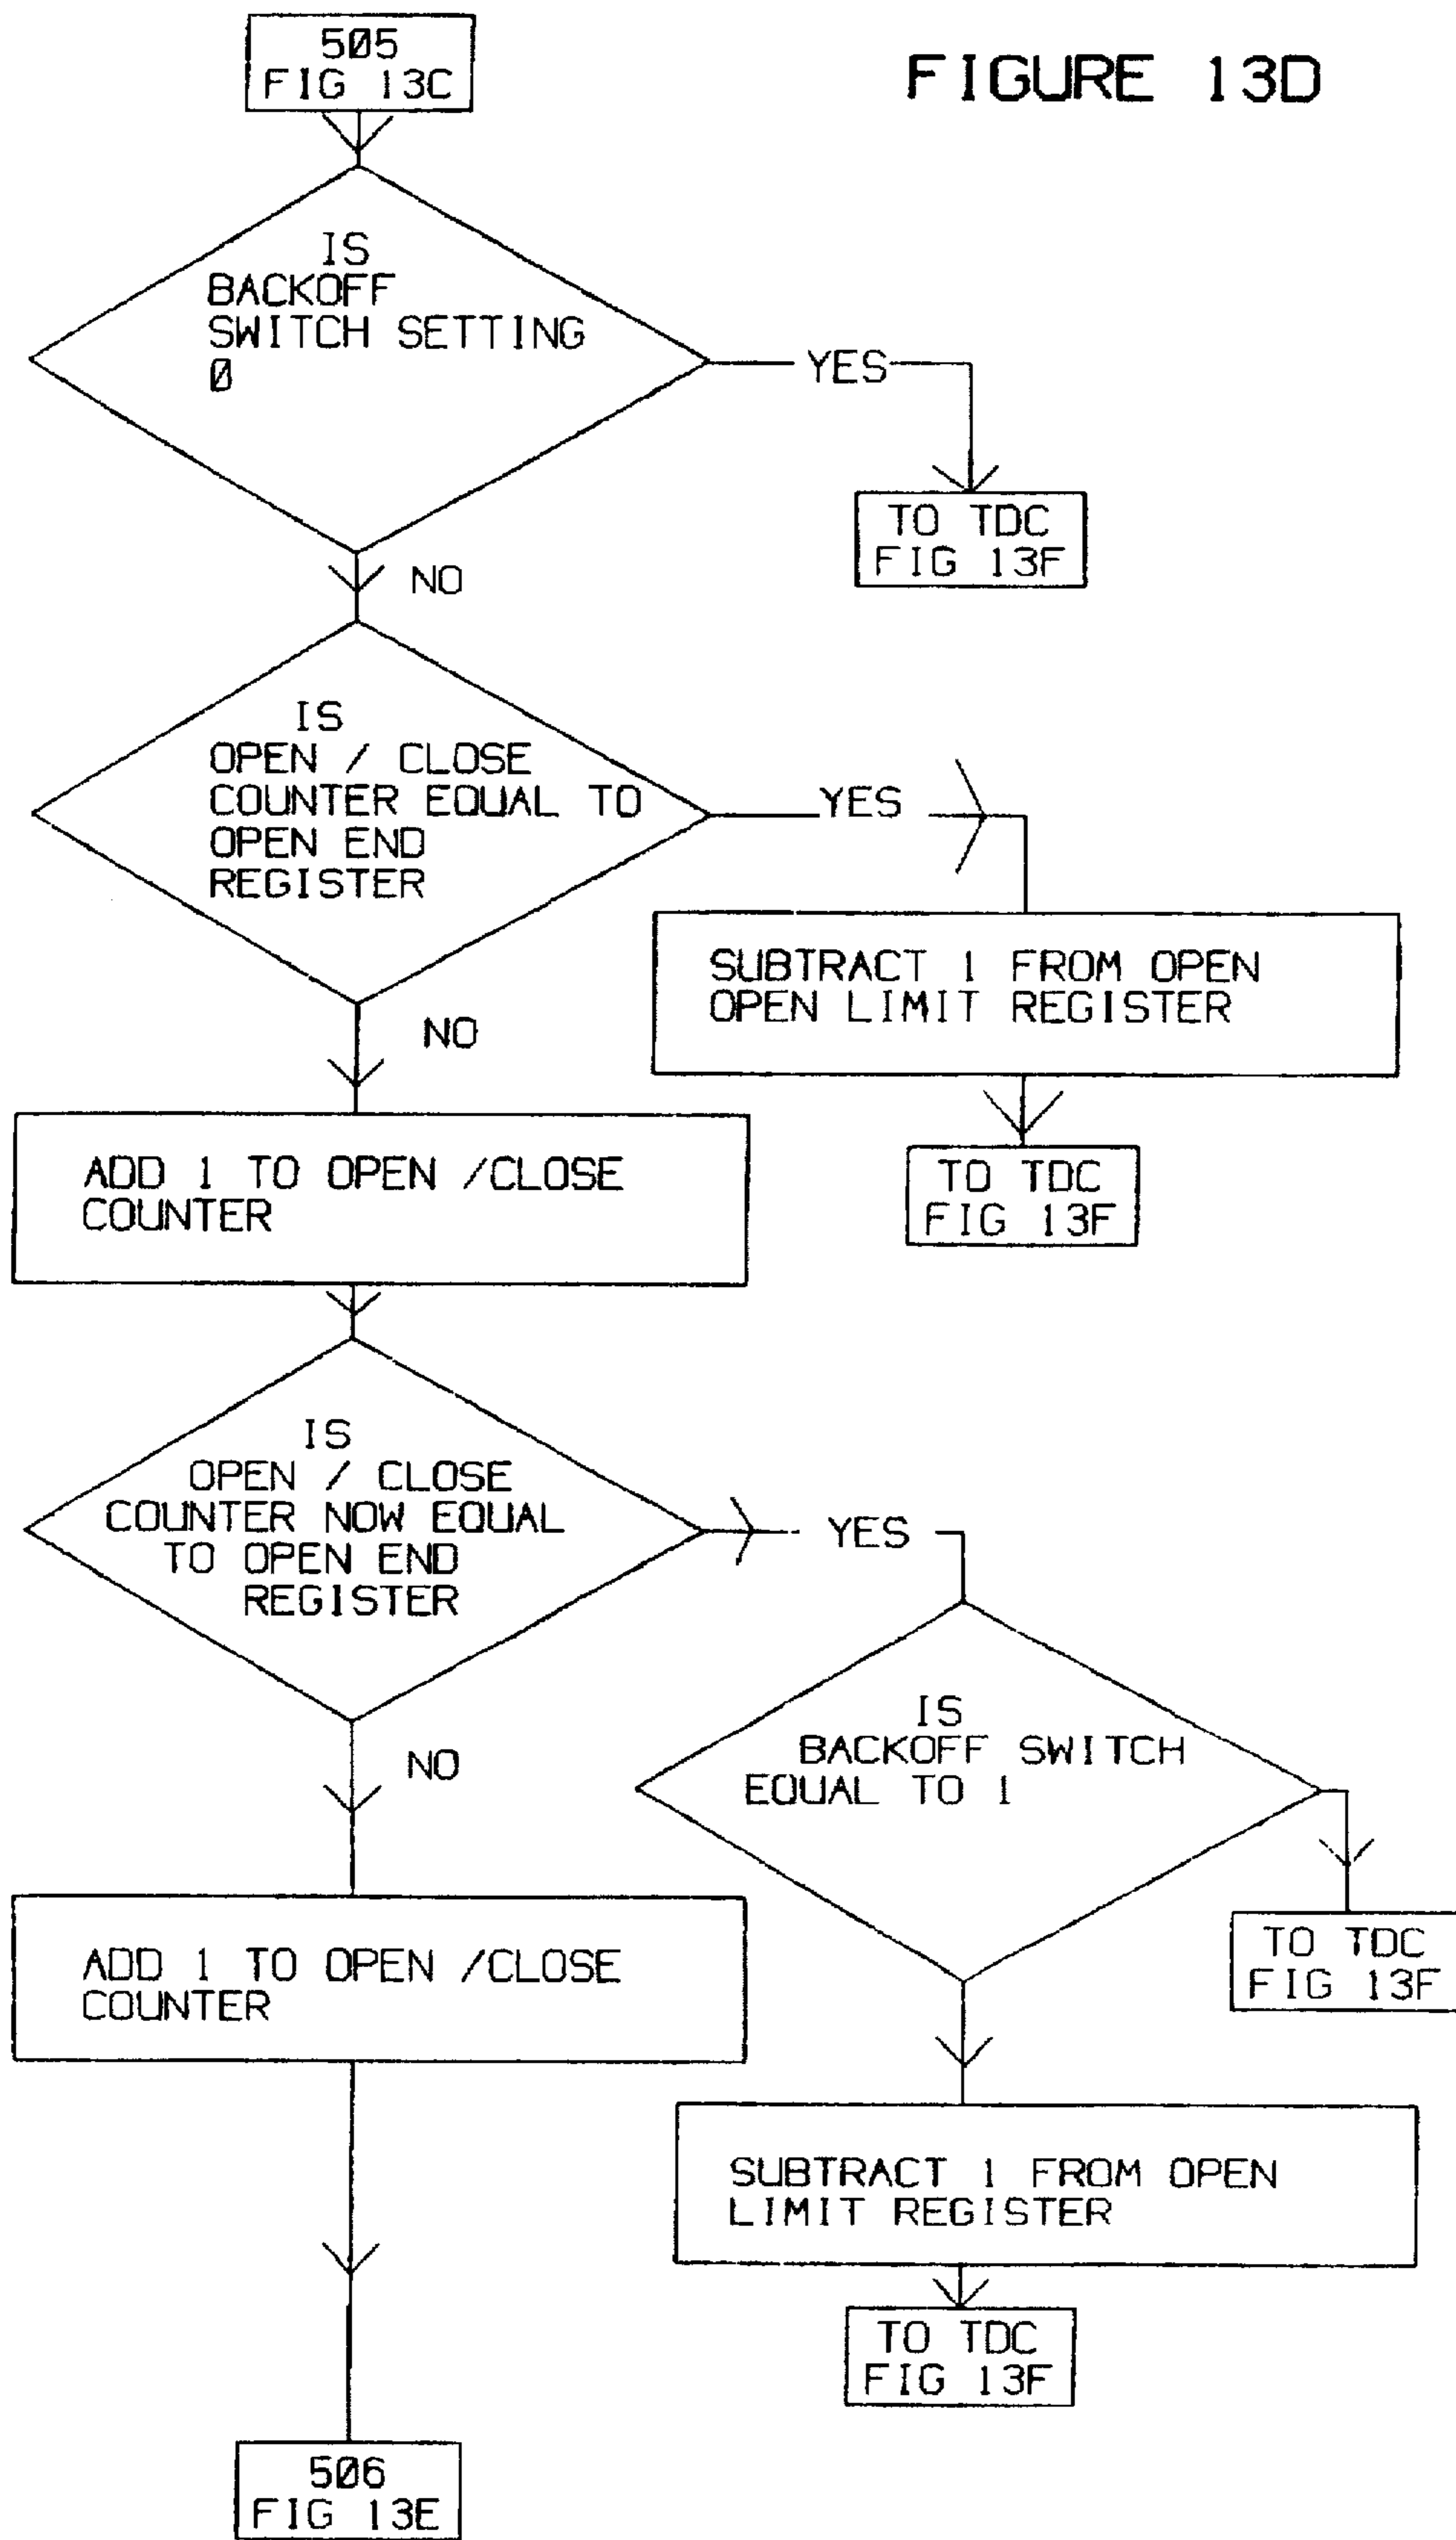 505
FIG 13C
FIGURE 13D
IS
BACKOFF
SWITCH SETTING
0
YES
TO TDC
FIG 13F
NO
IS
OPEN / CLOSE
COUNTER EQUAL TO
OPEN END
REGISTER
YES
SUBTRACT 1 FROM OPEN
OPEN LIMIT REGISTER
NO
TO TDC
FIG 13F
ADD 1 TO OPEN /CLOSE
COUNTER
IS
OPEN / CLOSE
COUNTER NOW EQUAL
TO OPEN END
REGISTER
YES
IS
BACKOFF SWITCH
EQUAL TO 1
NO
TO TDC
FIG 13F
ADD 1 TO OPEN /CLOSE
COUNTER
SUBTRACT 1 FROM OPEN
LIMIT REGISTER
TO TDC
FIG 13F
506
FIG 13E